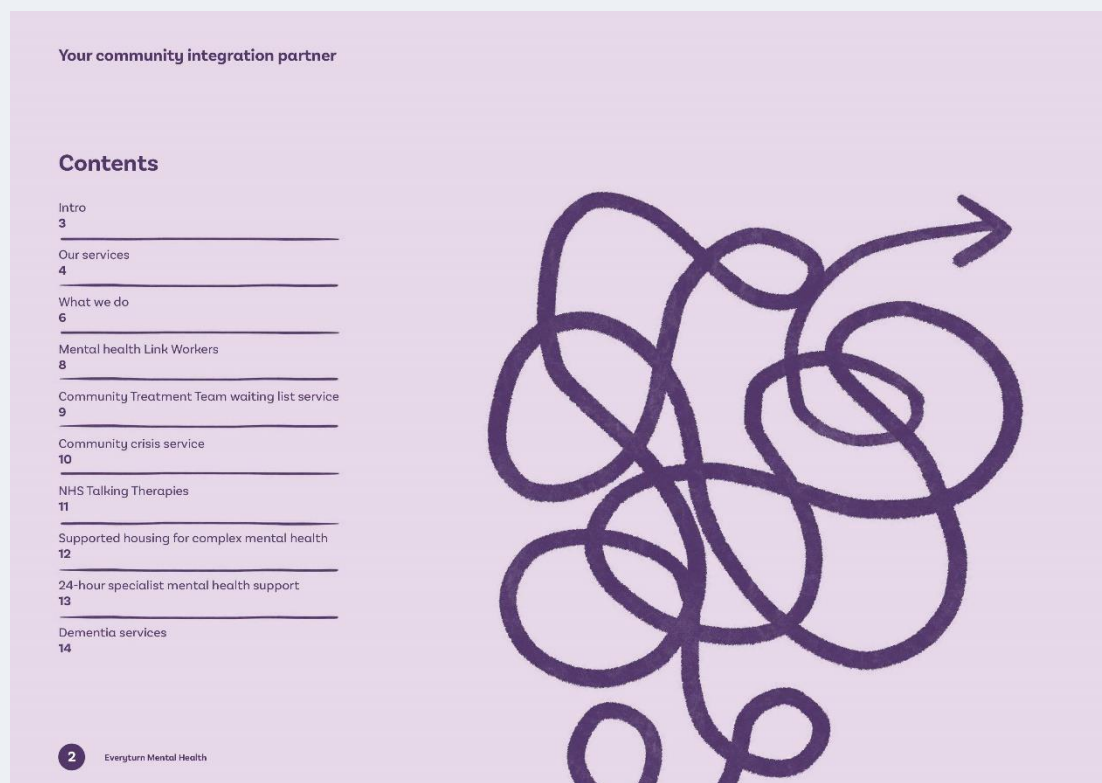 Your community integration partner
Contents
Intro
3
Our services
4
What we do
6
Mental health Link Workers
8
Community Treatment Team waiting list service
9
Community crisis service
10
NHS Talking Therapies
11
Supported housing for complex mental health
12
24-hour specialist mental health support
13
Dementia services
14
2
Everyturn Mental Health